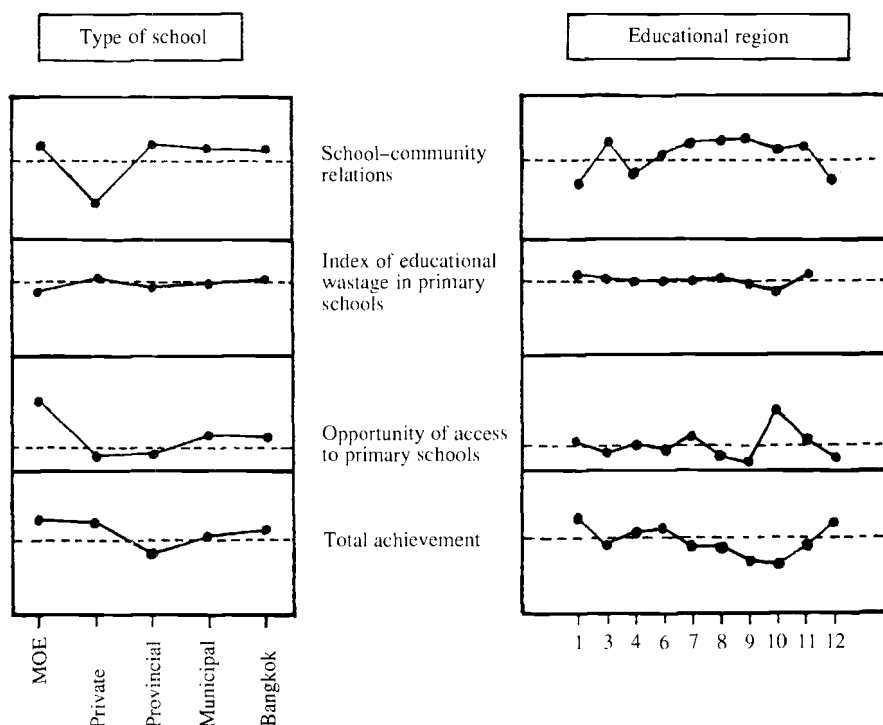 Type of school
Educational region
School–community
relations
Index of educational
wastage in primary
schools
Opportunity of access
to primary schools
Total achievement
MOE
Private
Provincial
Municipal
Bangkok
1 3 4 6 7 8 9 10 11 12